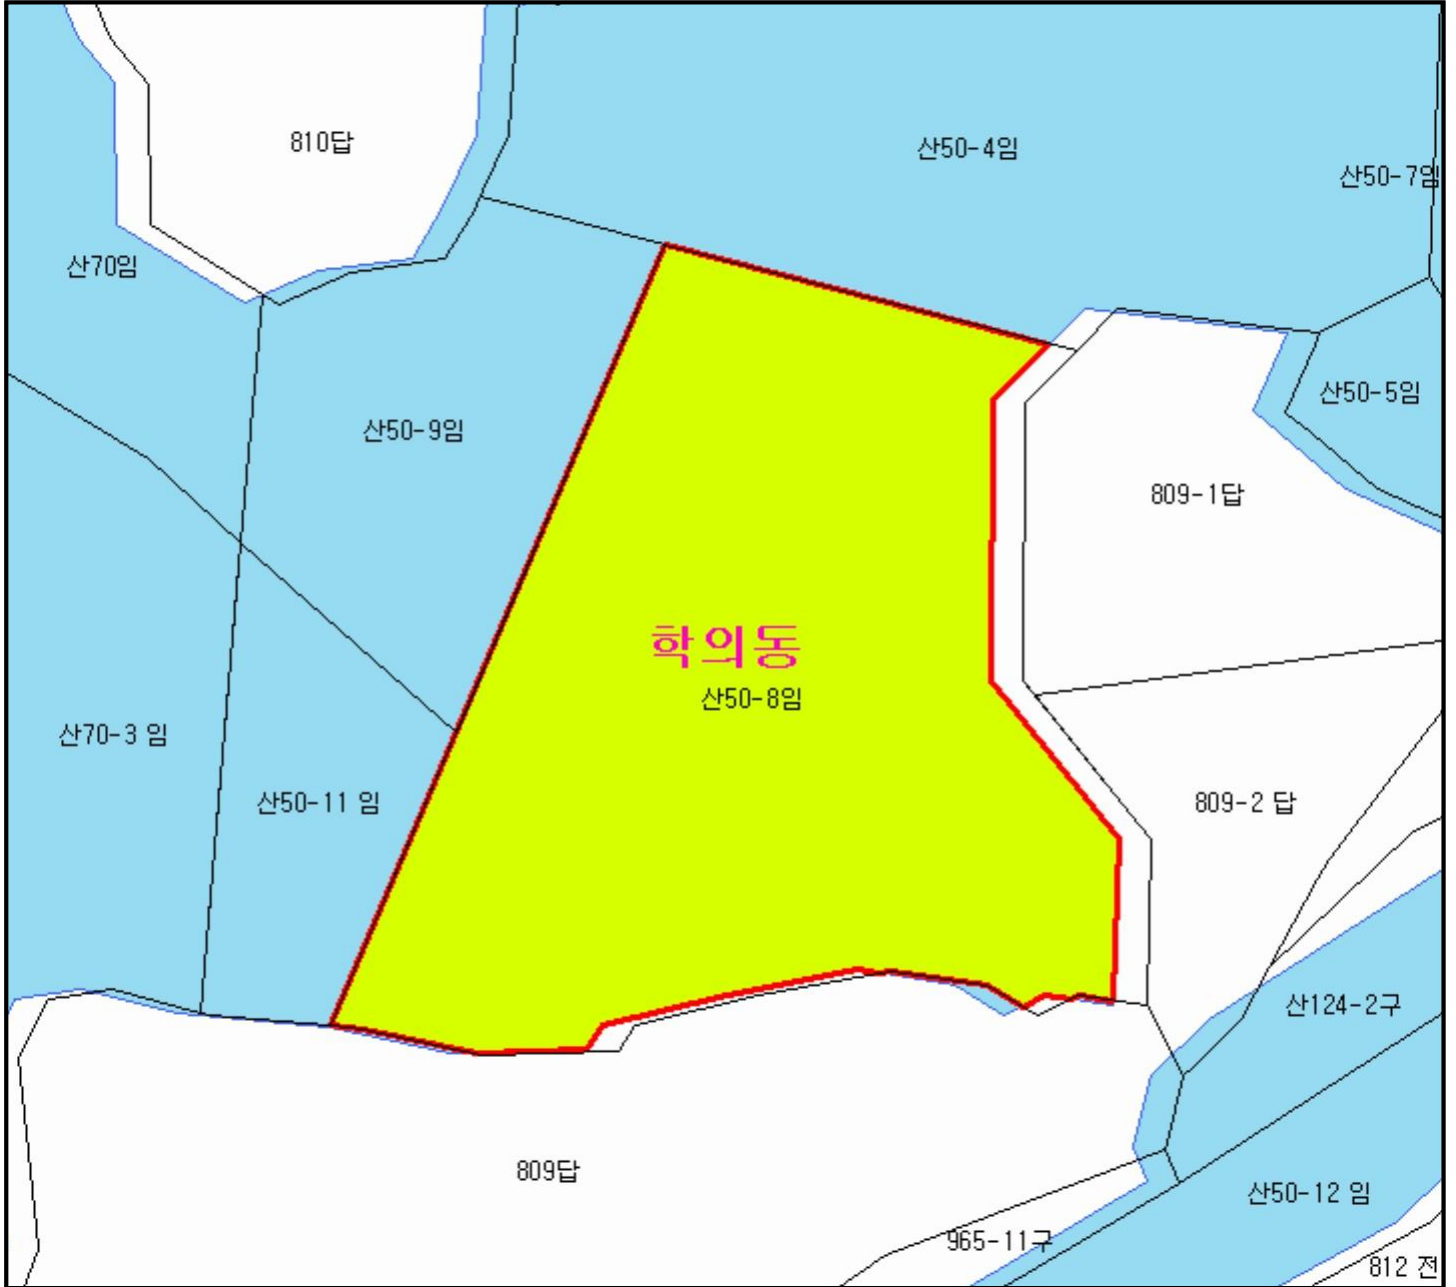 810답
산50-4임
산50-7임
산70임
산50-5임
산50-9임
809-1답
학의동
산50-8임
산70-3 임
산50-11 임
809-2 답
산124-2구
809답
산50-12 임
965-11구
812 전